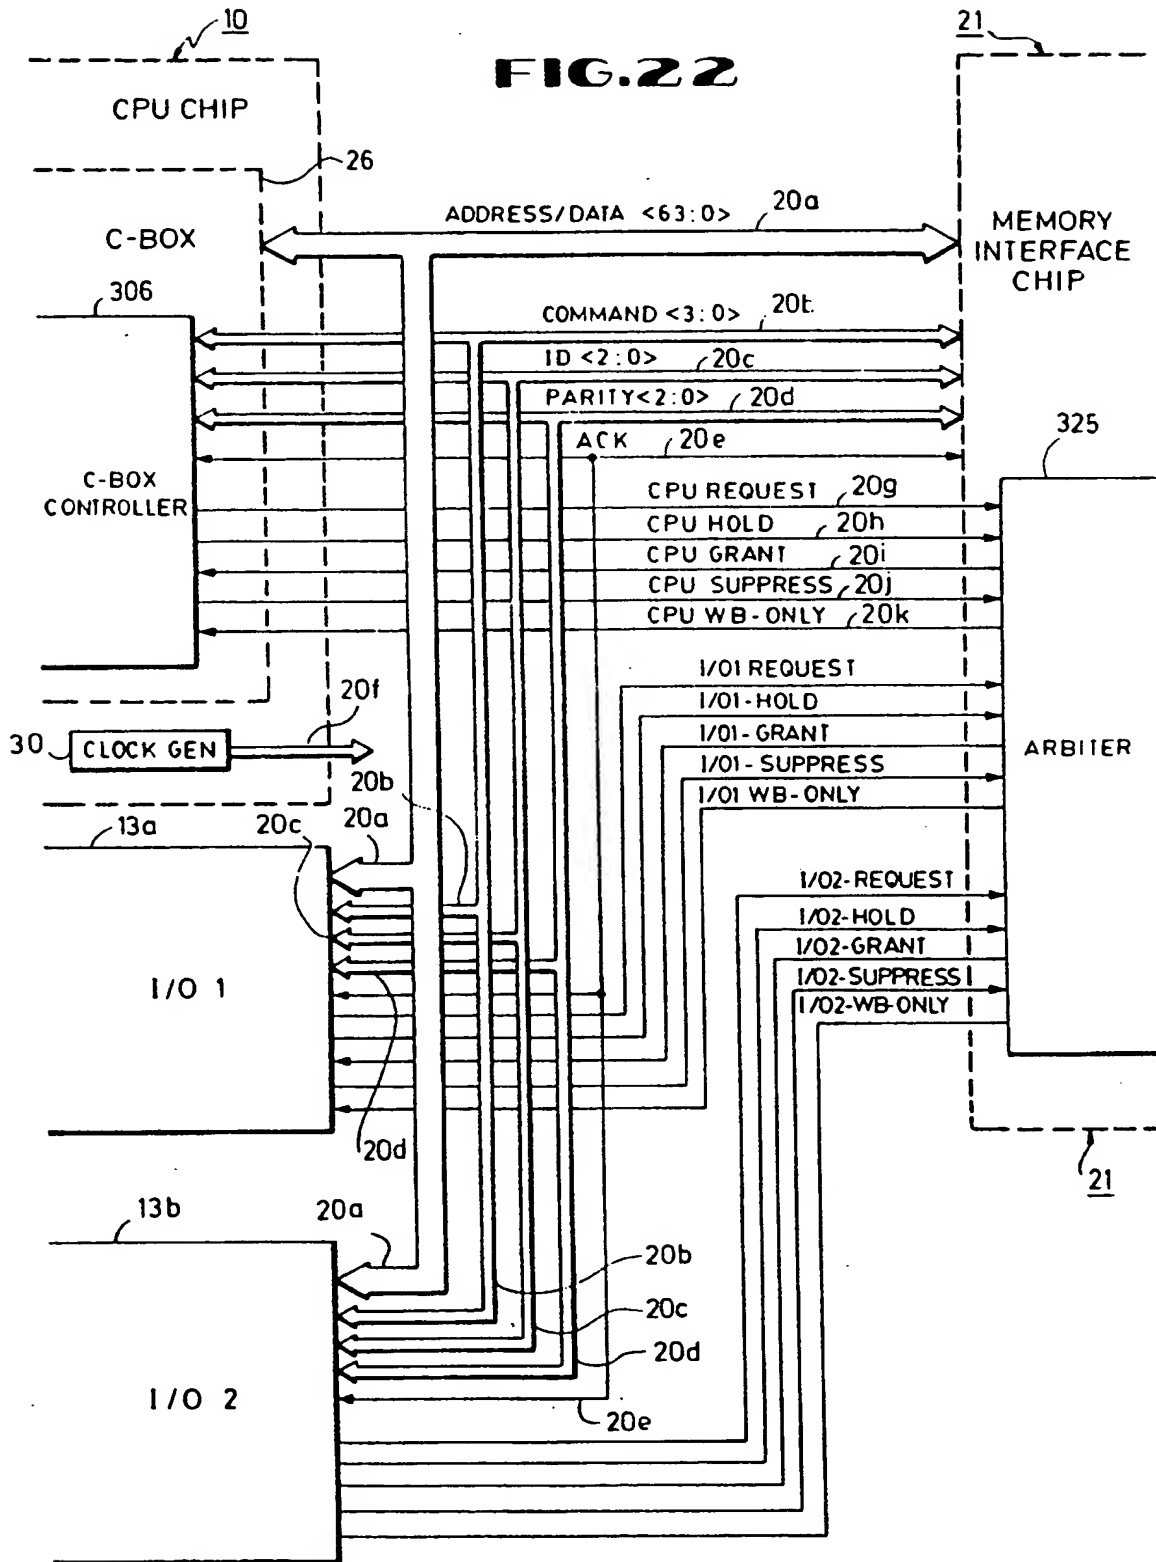 10
21
FIG.22
CPU CHIP
26
ADDRESS/DATA <63:0>
20a
C-BOX
MEMORY
INTERFACE
CHIP
306
COMMAND <3:0>
20b
ID <2:0>
20c
PARITY<2:0>
20d
ACK
20e
325
C-BOX
CONTROLLER
CPU REQUEST
20g
CPU HOLD
20h
CPU GRANT
20i
CPU SUPPRESS
20j
CPU WB-ONLY
20k
20f
I/O1 REQUEST
I/O1-HOLD
30
CLOCK GEN
I/O1-GRANT
ARBITER
I/O1-SUPPRESS
20b
I/O1 WB-ONLY
13a
20c
20a
I/O2-REQUEST
I/O2-HOLD
I/O2-GRANT
I/O 1
I/O2-SUPPRESS
I/O2-WB-ONLY
20d
21
13b
20a
20b
20c
20d
I/O 2
20e